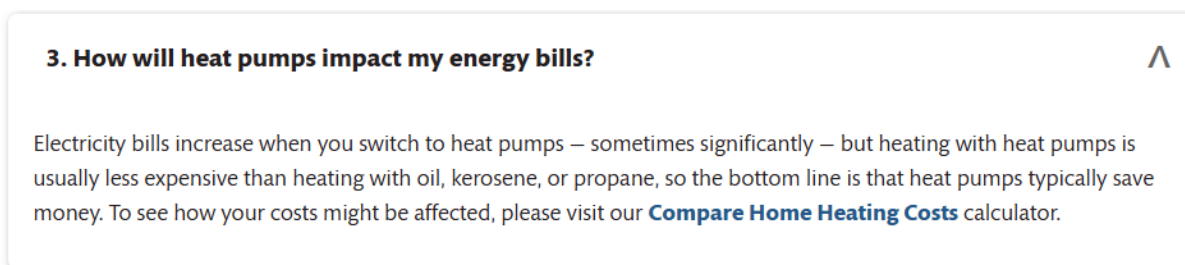 3. How will heat pumps impact my energy bills?
Electricity bills increase when you switch to heat pumps – sometimes significantly – but heating with heat pumps is
usually less expensive than heating with oil, kerosene, or propane, so the bottom line is that heat pumps typically save
money. To see how your costs might be affected, please visit our Compare Home Heating Costs calculator.